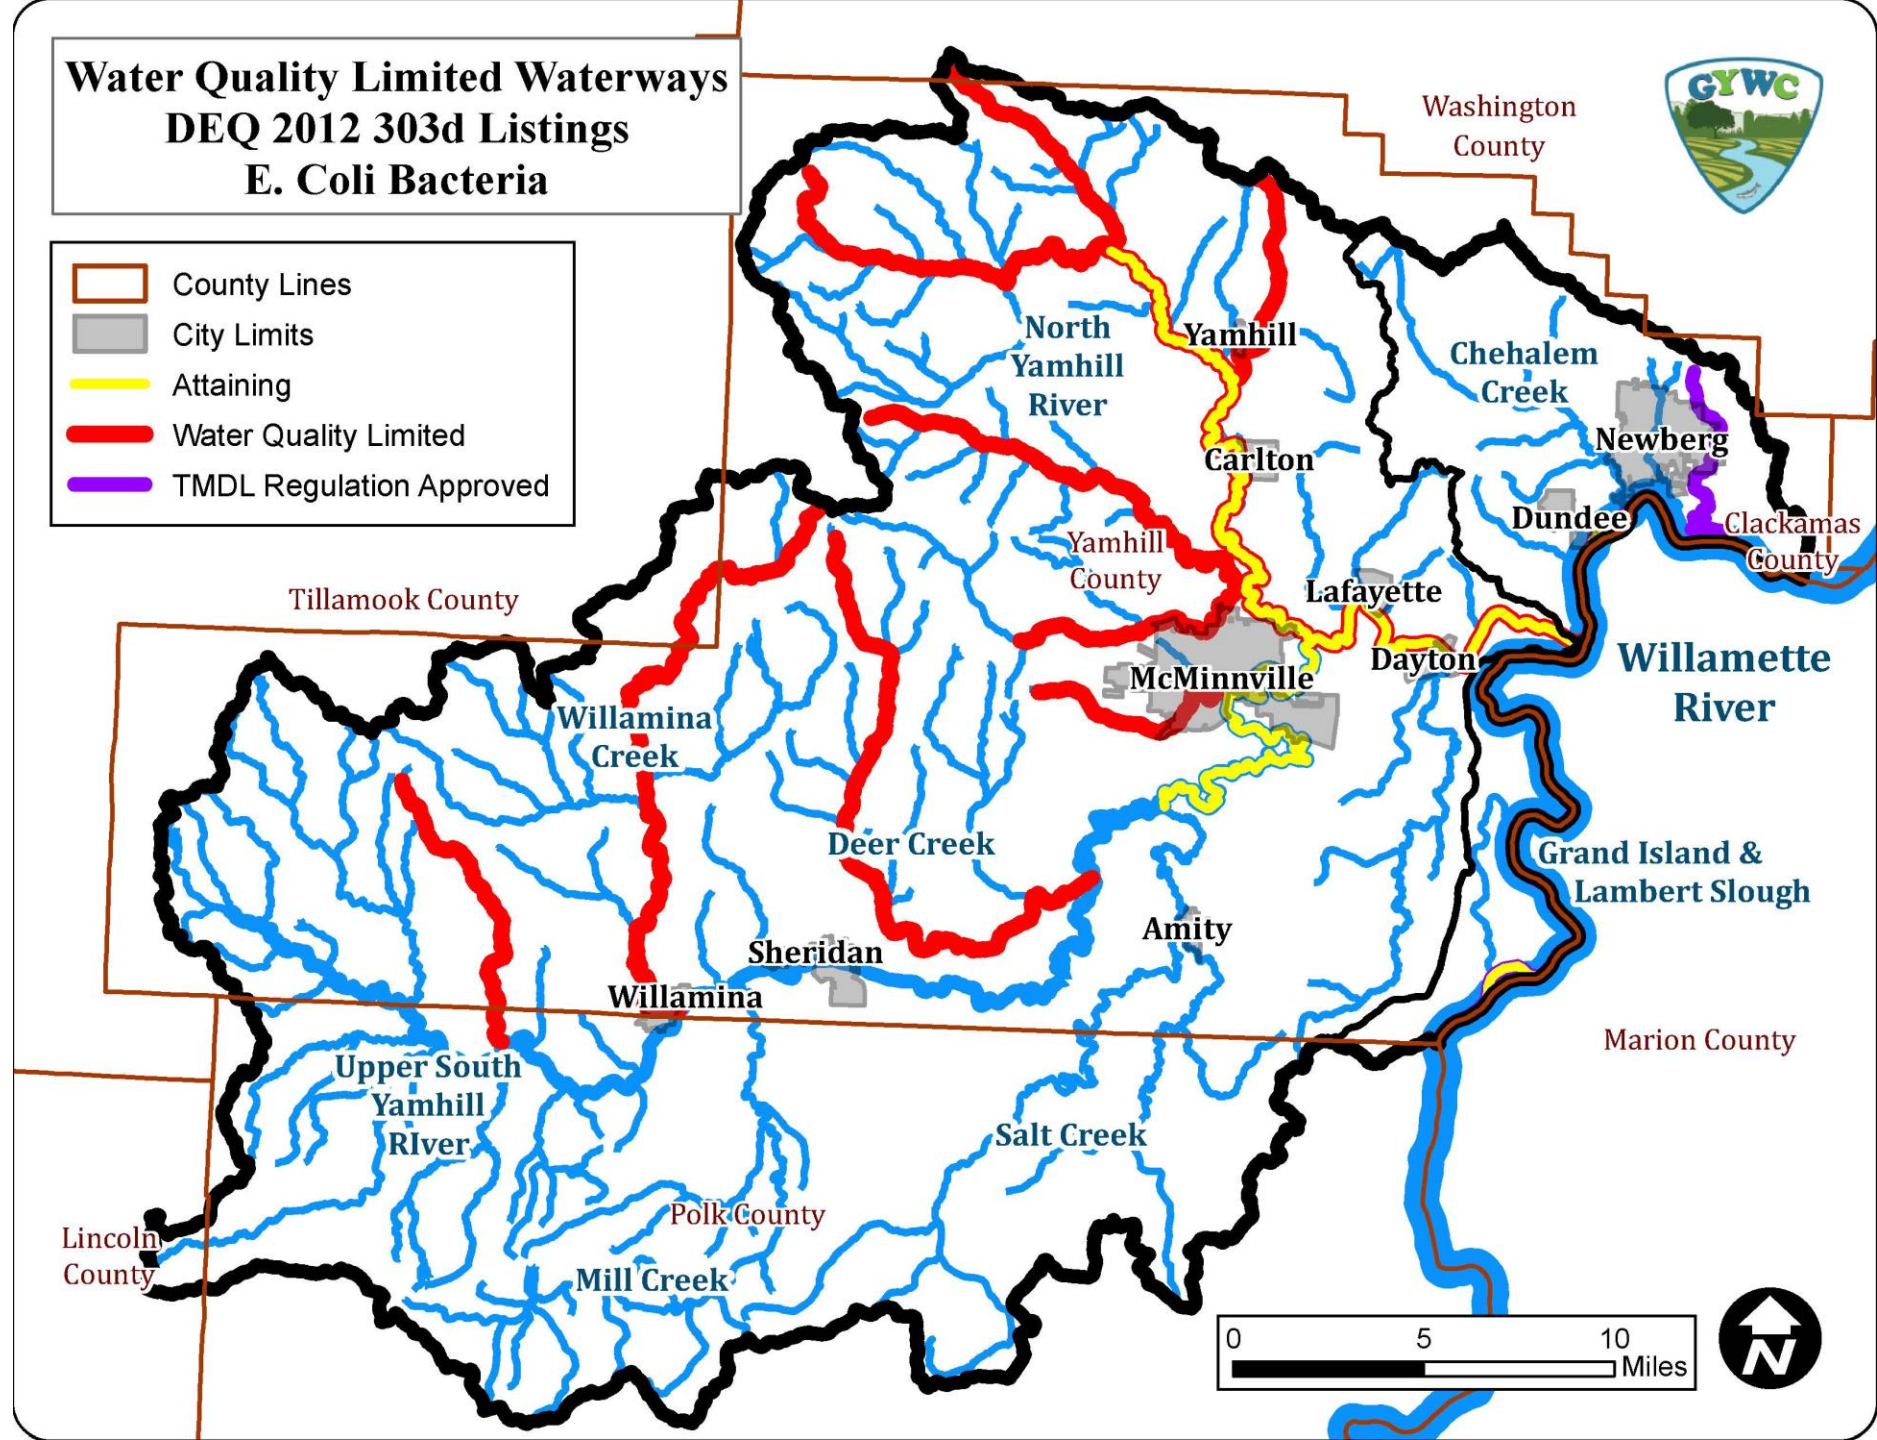 Water Quality Limited Waterways
DEQ 2012 303d Listings
E. Coli Bacteria
GYWC
Washington
County
County Lines
City Limits
Attaining
Water Quality Limited
TMDL Regulation Approved
North
Yamhill
River
Yamhill
Chehalem
Creek
Newberg
Carlton
Dundee
Clackamas
County
Yamhill
County
Tillamook County
Lafayette
Dayton
McMinnville
Willamette
River
Willamina
Creek
Deer Creek
Grand Island &
Lambert Slough
Sheridan
Amity
Willamina
Marion County
Upper South
Yamhill
RIver
Salt Creek
Polk County
Lincoln
County
Mill Creek
0 5 10
Miles
N